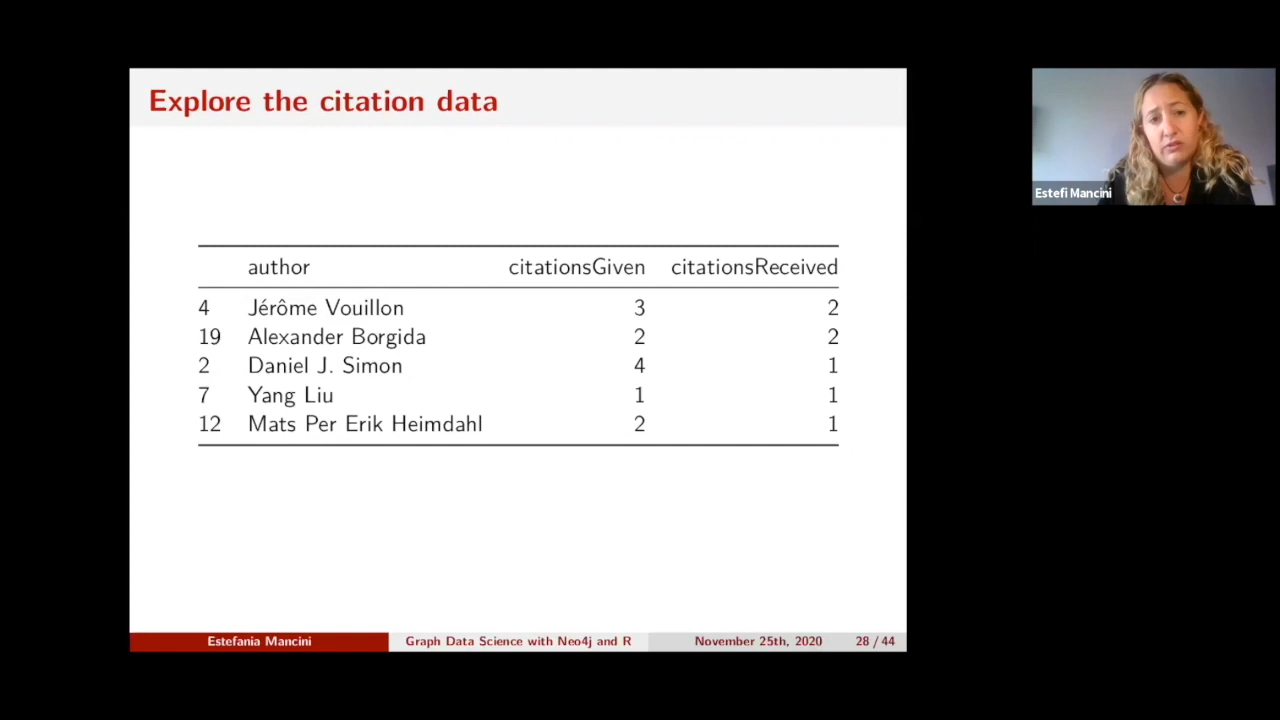 Explore the citation data
author citationsGiven citationsReceived
4 Jérôme Vouillon 3 2
19 Alexander Borgida 2 2
2 Daniel J. Simon 4 1
7 Yang Liu 1 1
12 Mats Per Erik Heimdahl 2 1
Estefania Mancini Graph Data Science with Neo4j and R November 25th, 2020 28 / 44
Estefi Mancini